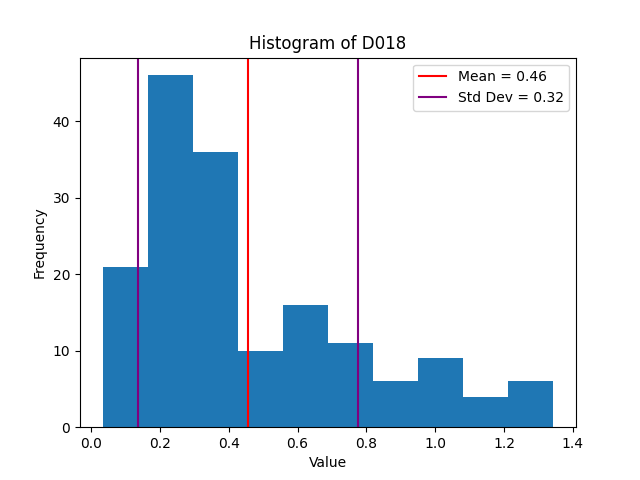 Histogram of D018
Mean = 0.46
Std Dev = 0.32
Frequency
40
30
20
10
0
0.0 0.2 0.4 0.6 0.8 1.0 1.2 1.4
Value